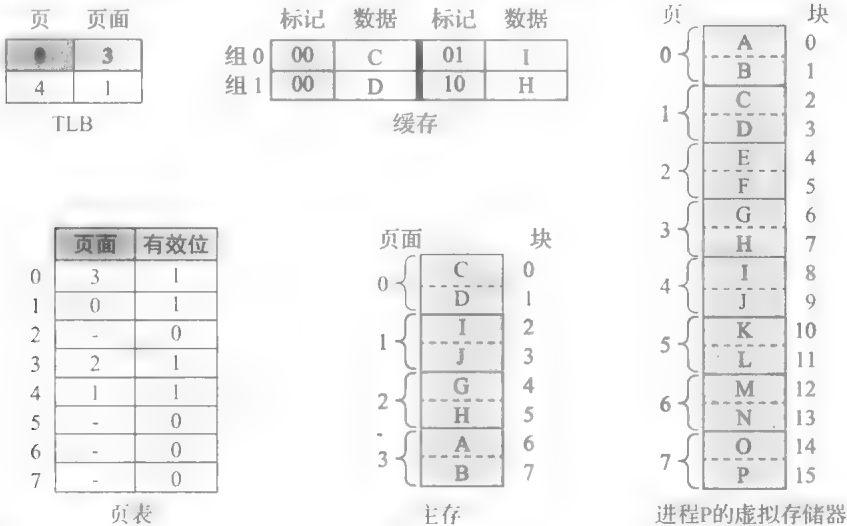 页 页面
0 3
4 1
TLB
标记 数据 标记 数据
组0 00 C 01 I
组1 00 D 10 H
缓存
页 块
0 A 0
B 1
1 C 2
D 3
2 E 4
F 5
3 G 6
H 7
4 I 8
J 9
5 K 10
L 11
6 M 12
N 13
7 O 14
P 15
进程P的虚拟存储器
页面 有效位
0 3 1
1 0 1
2 - 0
3 2 1
4 1 1
5 - 0
6 - 0
7 - 0
页表
页面 块
0 C 0
D 1
1 I 2
J 3
2 G 4
H 5
3 A 6
B 7
主存